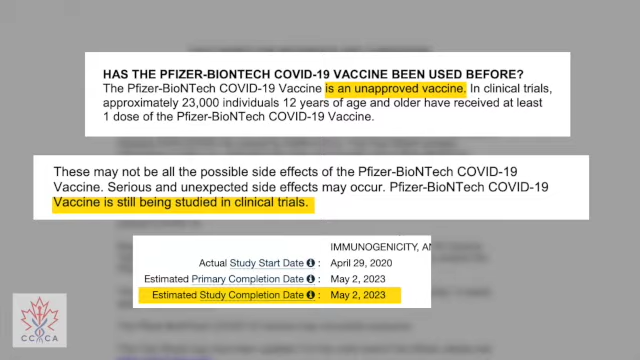 HAS THE PFIZER-BIONTECH COVID-19 VACCINE BEEN USED BEFORE?
The Pfizer-BioNTech COVID-19 Vaccine is an unapproved vaccine. In clinical trials,
approximately 23,000 individuals 12 years of age and older have received at least
1 dose of the Pfizer-BioNTech COVID-19 Vaccine.
These may not be all the possible side effects of the Pfizer-BioNTech COVID-19
Vaccine. Serious and unexpected side effects may occur. Pfizer-BioNTech COVID-19
Vaccine is still being studied in clinical trials.
IMMUNOGENICITY,
Actual Study Start Date : April 29, 2020
Estimated Primary Completion Date : May 2, 2023
Estimated Study Completion Date : May 2, 2023
CCCA